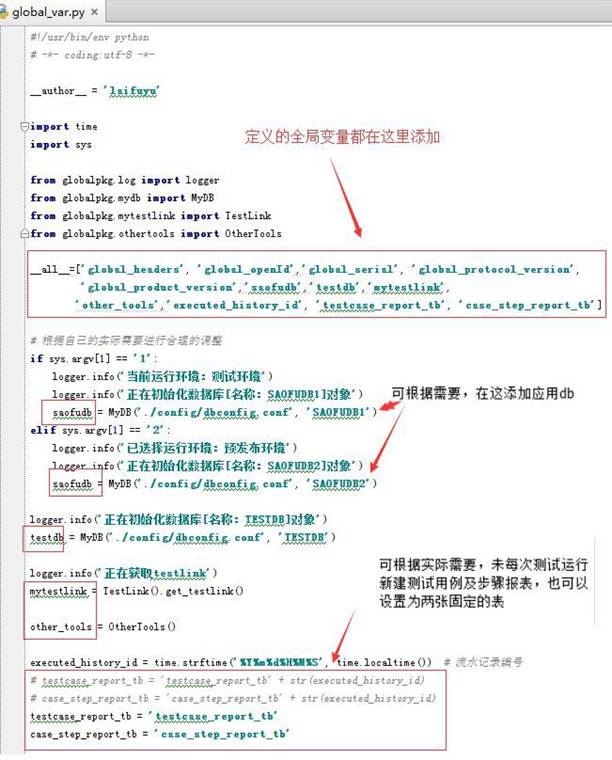 global_var.py
#!/usr/bin/env python
# -*- coding:utf-8 -*-
__author__ = 'laifuyu'
import time
import sys
定义的全局变量都在这里添加
from globalpkg.log import logger
from globalpkg.mydb import MyDB
from globalpkg.mytestlink import TestLink
from globalpkg.othertools import OtherTools
__all__=['global_headers', 'global_openId','global_serial', 'global_protocol_version',
'global_product_version','saofudb','testdb','mytestlink',
'other_tools','executed_history_id', 'testcase_report_tb', 'case_step_report_tb']
# 根据自己的实际需要进行合理的调整
if sys.argv[1] == '1':
logger.info('当前运行环境：测试环境')
logger.info('正在初始化数据库[名称：SAOFUDB1]对象')
saofudb = MyDB('./config/dbconfig.conf', 'SAOFUDB1')
可根据需要，在这添加应用db
elif sys.argv[1] == '2':
logger.info('已选择运行环境：预发布环境')
logger.info('正在初始化数据库[名称：SAOFUDB2]对象')
saofudb = MyDB('./config/dbconfig.conf', 'SAOFUDB2')
logger.info('正在初始化数据库[名称：TESTDB]对象')
testdb = MyDB('./config/dbconfig.conf', 'TESTDB')
logger.info('正在获取testlink')
mytestlink = TestLink().get_testlink()
other_tools = OtherTools()
可根据实际需要，未每次测试运行
新建测试用例及步骤报表，也可以
设置为两张固定的表
executed_history_id = time.strftime('%Y%m%d%H%M%S', time.localtime()) # 流水记录编号
# testcase_report_tb = 'testcase_report_tb' + str(executed_history_id)
# case_step_report_tb = 'case_step_report_tb' + str(executed_history_id)
testcase_report_tb = 'testcase_report_tb'
case_step_report_tb = 'case_step_report_tb'